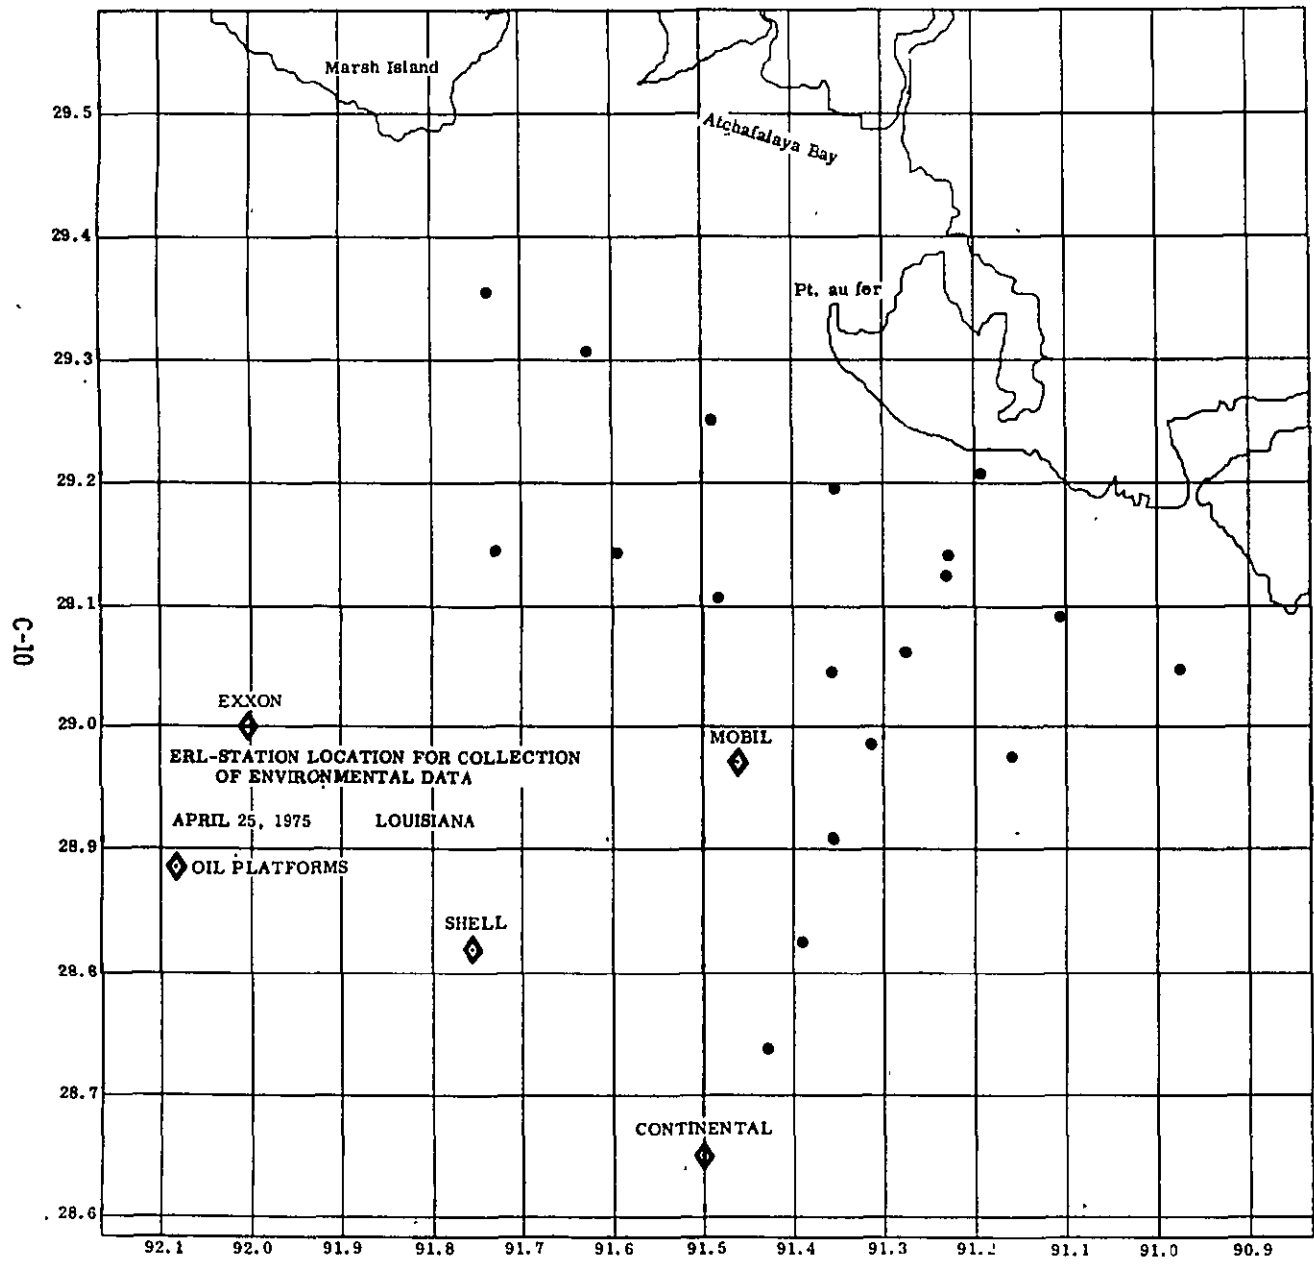 Marsh Island
29.5
Atchafalaya Bay
29.4
Pt. au fer
29.3
29.2
29.1
C-10
EXXON
29.0
MOBIL
ERL-STATION LOCATION FOR COLLECTION
OF ENVIRONMENTAL DATA
APRIL 25, 1975 LOUISIANA
28.9
OIL PLATFORMS
SHELL
28.8
28.7
CONTINENTAL
28.6
92.1 92.0 91.9 91.8 91.7 91.6 91.5 91.4 91.3 91.2 91.1 91.0 90.9